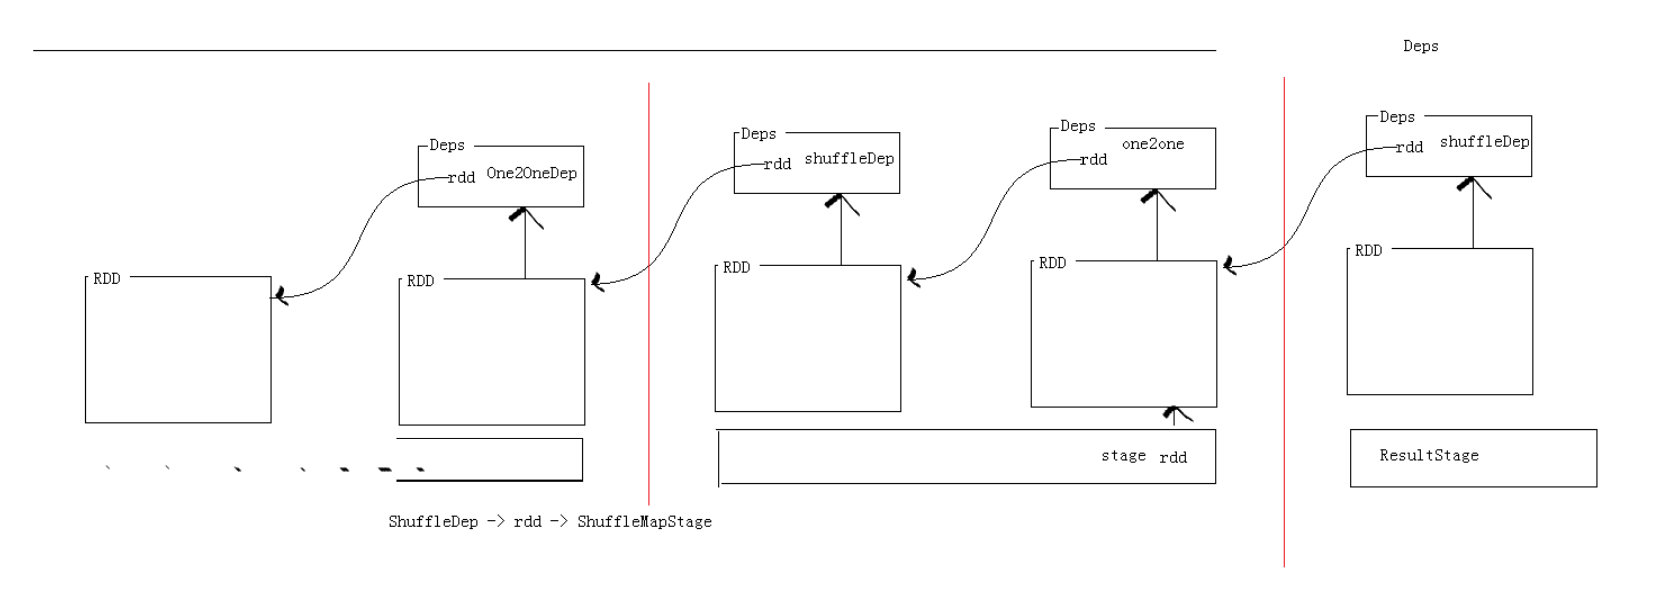 Deps
Deps
shuffleDep
rdd
Deps
one2one
rdd
Deps
shuffleDep
rdd
Deps
One2OneDep
rdd
RDD
RDD
RDD
RDD
RDD
stage rdd
ResultStage
ShuffleDep -> rdd -> ShuffleMapStage